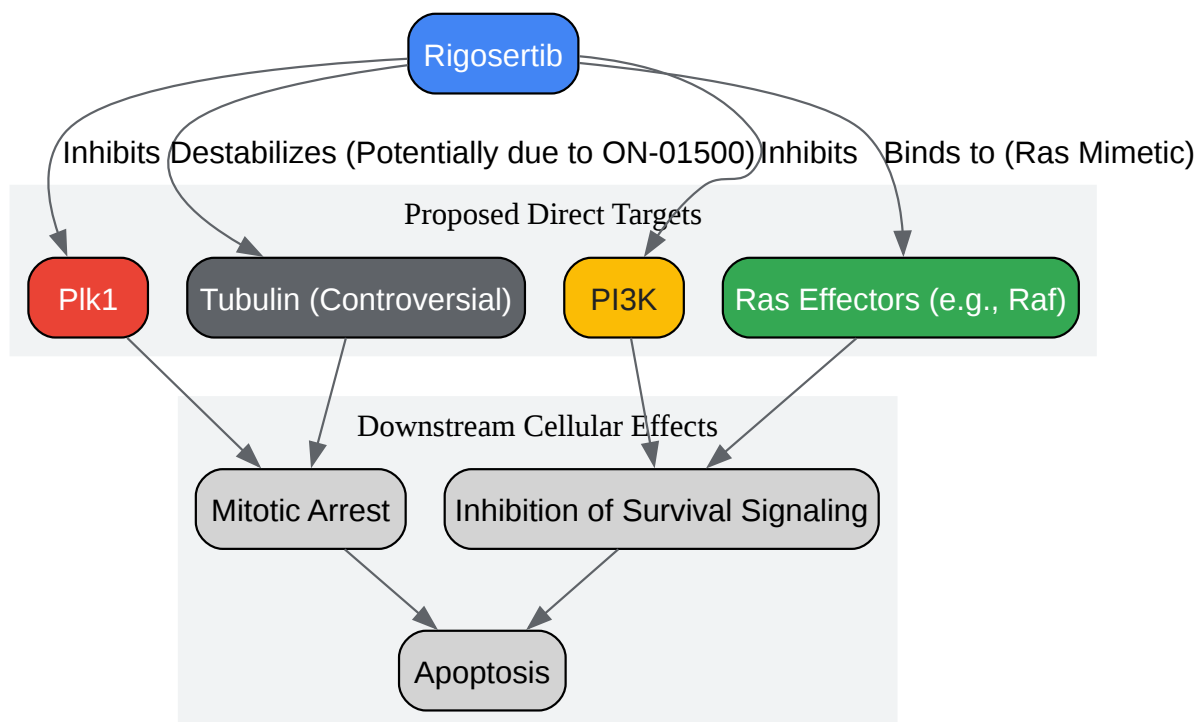 Rigosertib
Inhibits
Destabilizes (Potentially due to ON-01500)
Inhibits
Binds to (Ras Mimetic)
Proposed Direct Targets
Plk1
Tubulin (Controversial)
PI3K
Ras Effectors (e.g., Raf)
Downstream Cellular Effects
Mitotic Arrest
Inhibition of Survival Signaling
Apoptosis